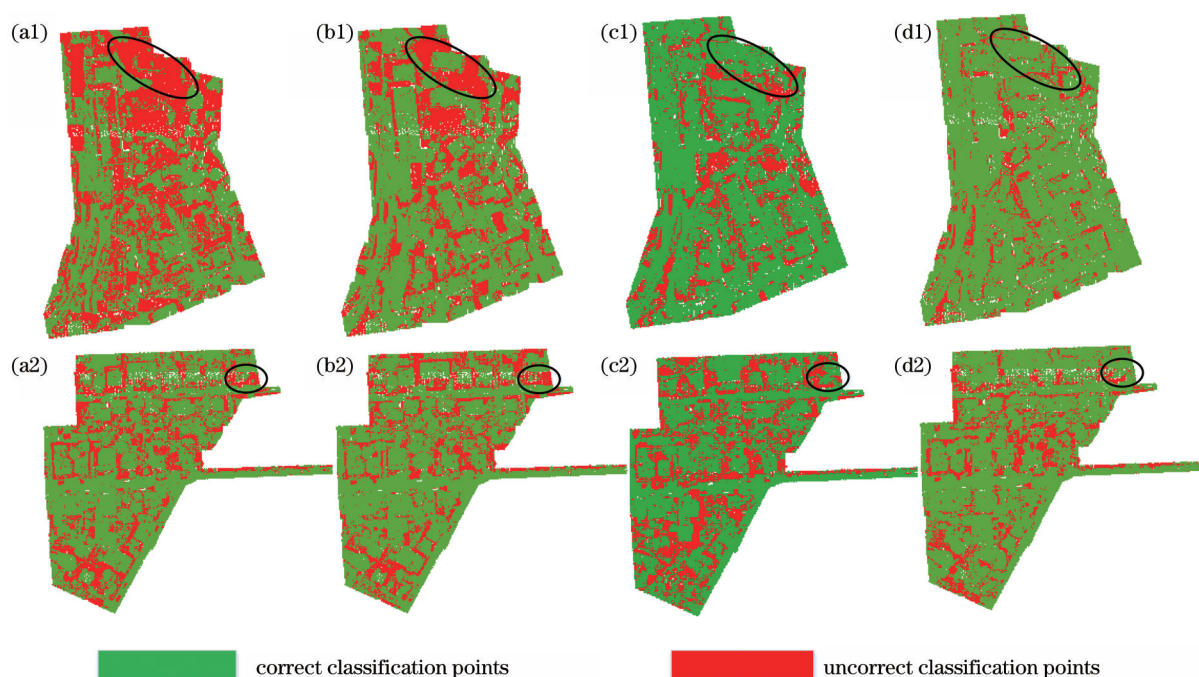 (a1)
(b1)
(c1)
(d1)
(a2)
(b2)
(c2)
(d2)
correct classification points
uncorrect classification points